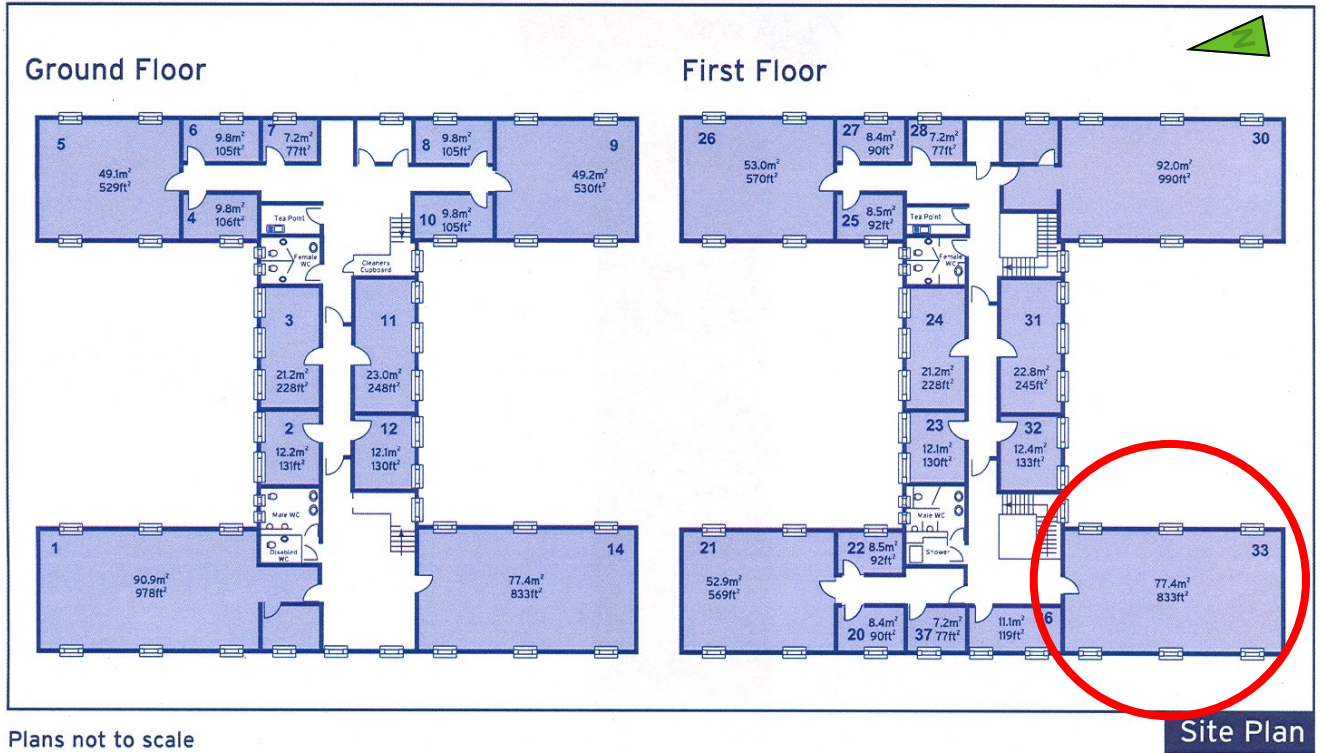 N
Ground Floor
First Floor
5
49.1m²
529ft²
6
9.8m²
105ft²
7
7.2m²
77ft²
8
9.8m²
105ft²
9
49.2m²
530ft²
4
9.8m²
106ft²
10
9.8m²
105ft²
Tea Point
Female
WC
Cleaners
Cupboard
3
21.2m²
228ft²
11
23.0m²
248ft²
2
12.2m²
131ft²
12
12.1m²
130ft²
Male WC
Disabled
WC
1
90.9m²
978ft²
14
77.4m²
833ft²
26
53.0m²
570ft²
27
8.4m²
90ft²
28
7.2m²
77ft²
30
92.0m²
990ft²
25
8.5m²
92ft²
Tea Point
Female
WC
24
21.2m²
228ft²
31
22.8m²
245ft²
23
12.1m²
130ft²
32
12.4m²
133ft²
Male WC
Shower
21
52.9m²
569ft²
22
8.5m²
92ft²
33
77.4m²
833ft²
20
8.4m²
90ft²
37
7.2m²
77ft²
11.1m²
119ft²
6
Plans not to scale
Site Plan